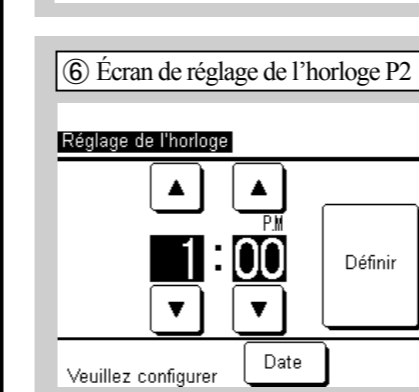 ⑥ Écran de réglage de l’horloge P2
Réglage de l'horloge
▲ ▲
P.M
1 : 00
Définir
▼ ▼
Veuillez configurer
Date